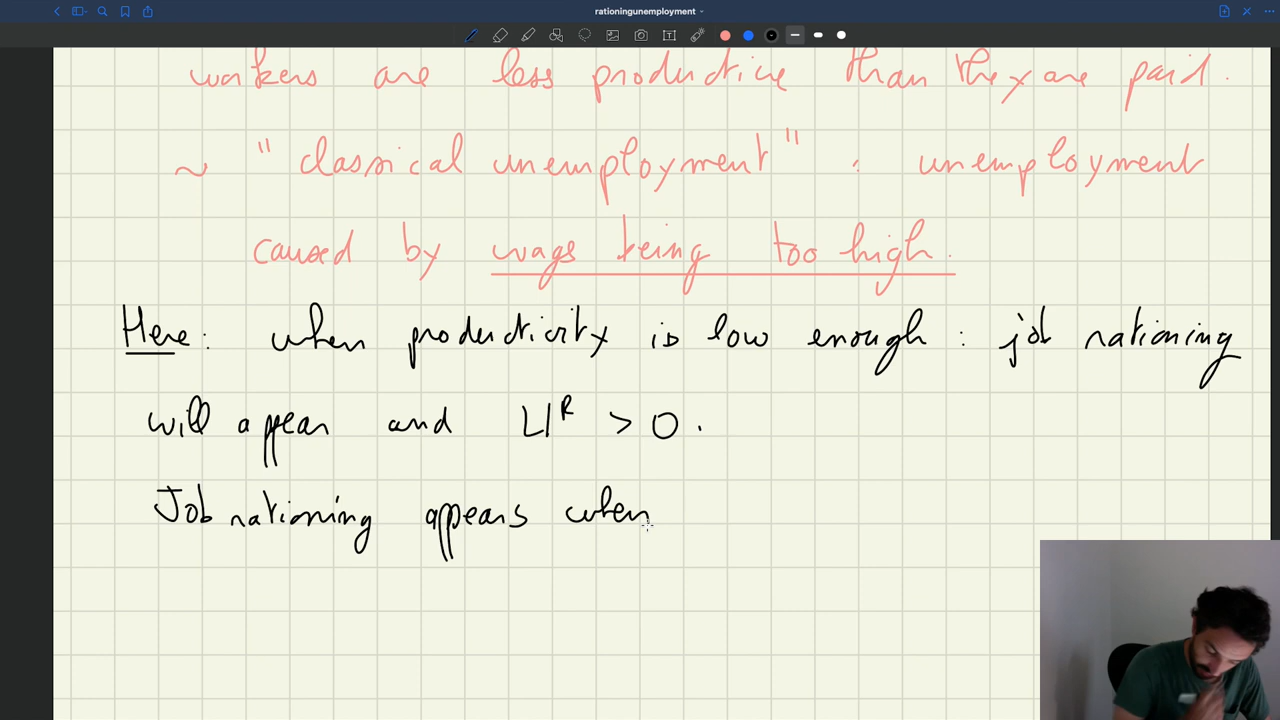 rationingunemployment
workers are less productive than they are paid.
~ "classical unemployment" : unemployment
caused by wags being too high.
Here: when productivity is low enough : job rationing
will appear and U^R > 0.
Job rationing appears when